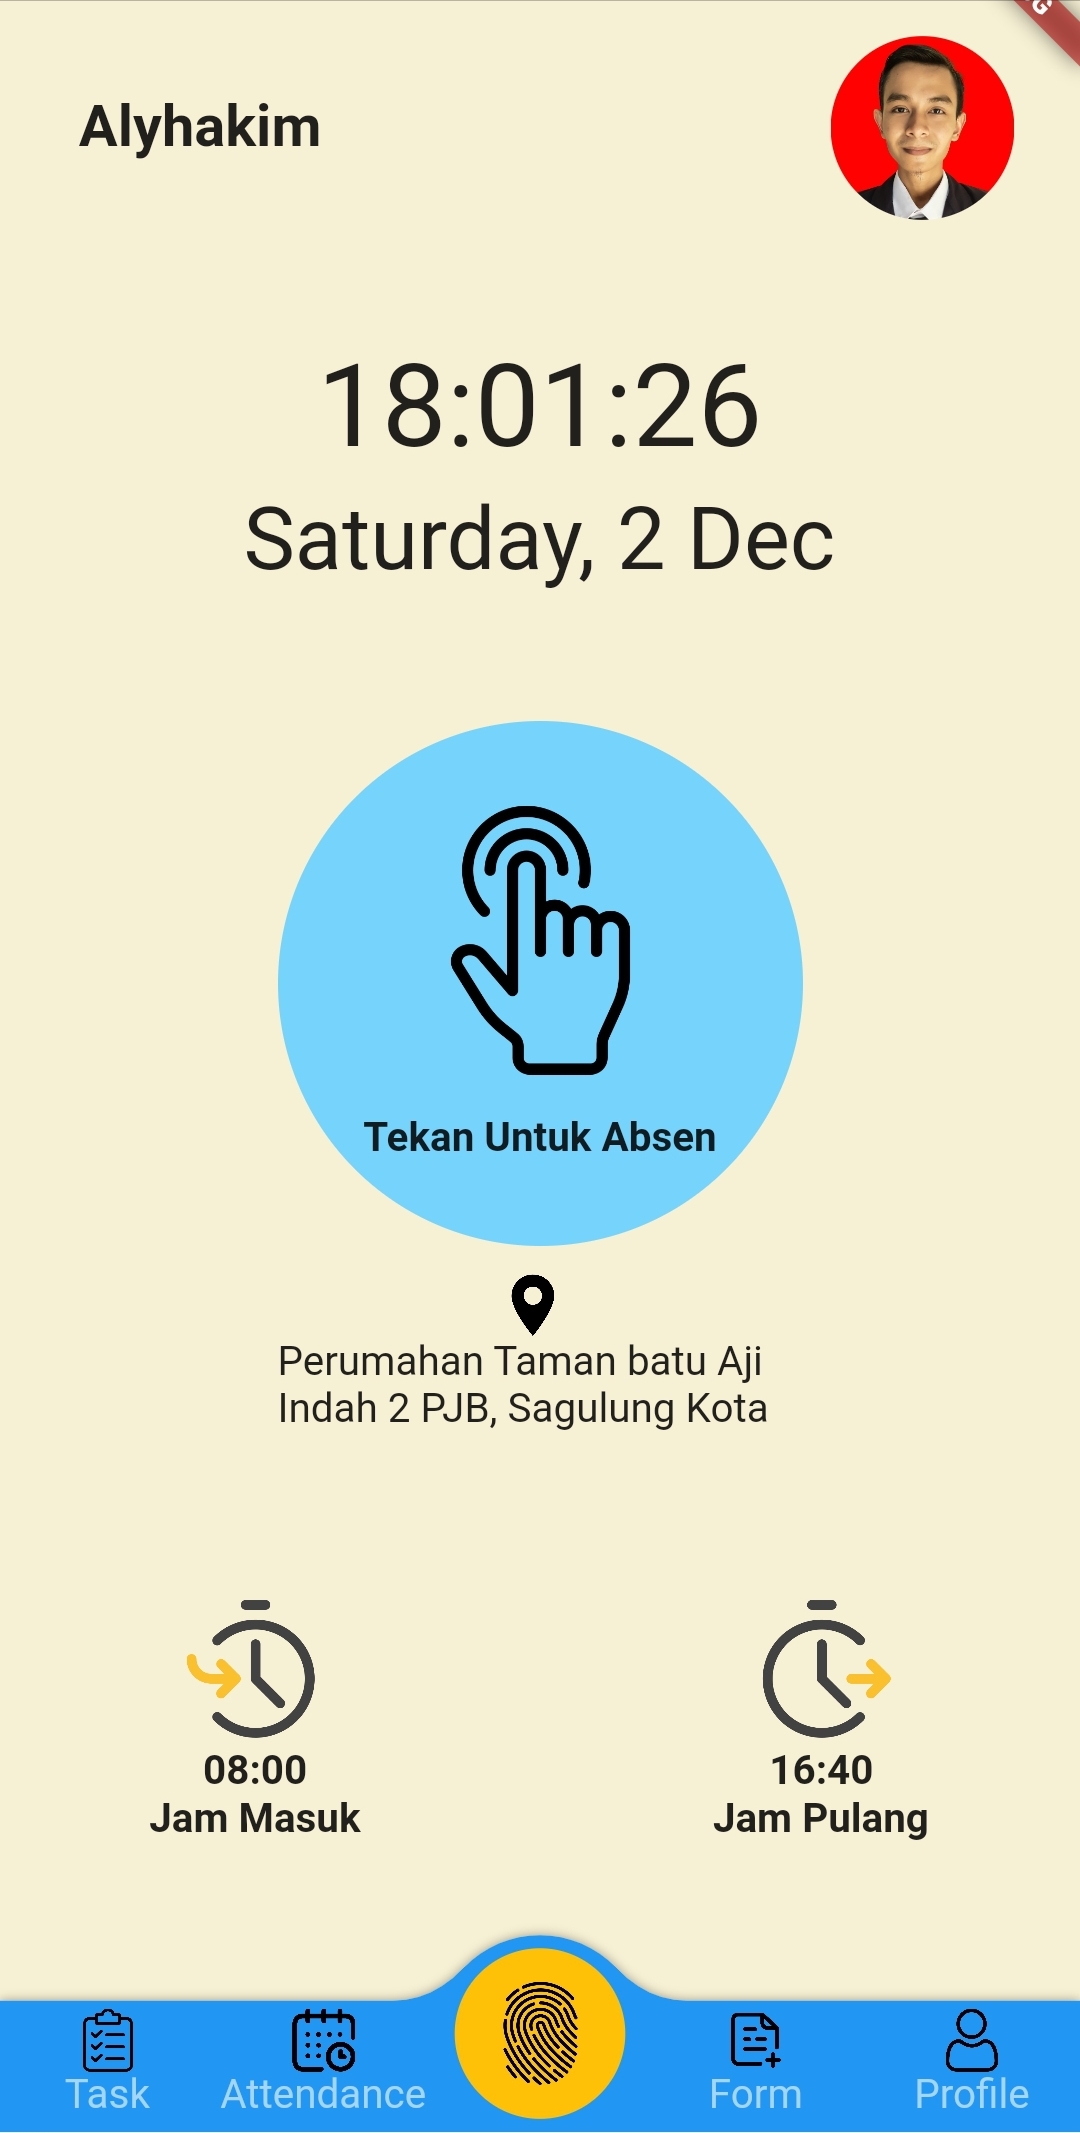 Alyhakim
18:01:26
Saturday, 2 Dec
Tekan Untuk Absen
Perumahan Taman batu Aji
Indah 2 PJB, Sagulung Kota
08:00
Jam Masuk
16:40
Jam Pulang
Task
Attendance
Form
Profile